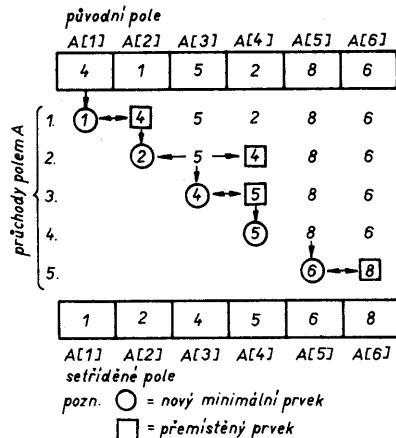 původní pole
A[1] A[2] A[3] A[4] A[5] A[6]
4 1 5 2 8 6
1. 1 4 5 2 8 6
2. 2 5 4 8 6
3. 4 5 8 6
4. 5 8 6
5. 6 8
průchody polem A
1 2 4 5 6 8
A[1] A[2] A[3] A[4] A[5] A[6]
setříděné pole
pozn. = nový minimální prvek
= přemístěný prvek